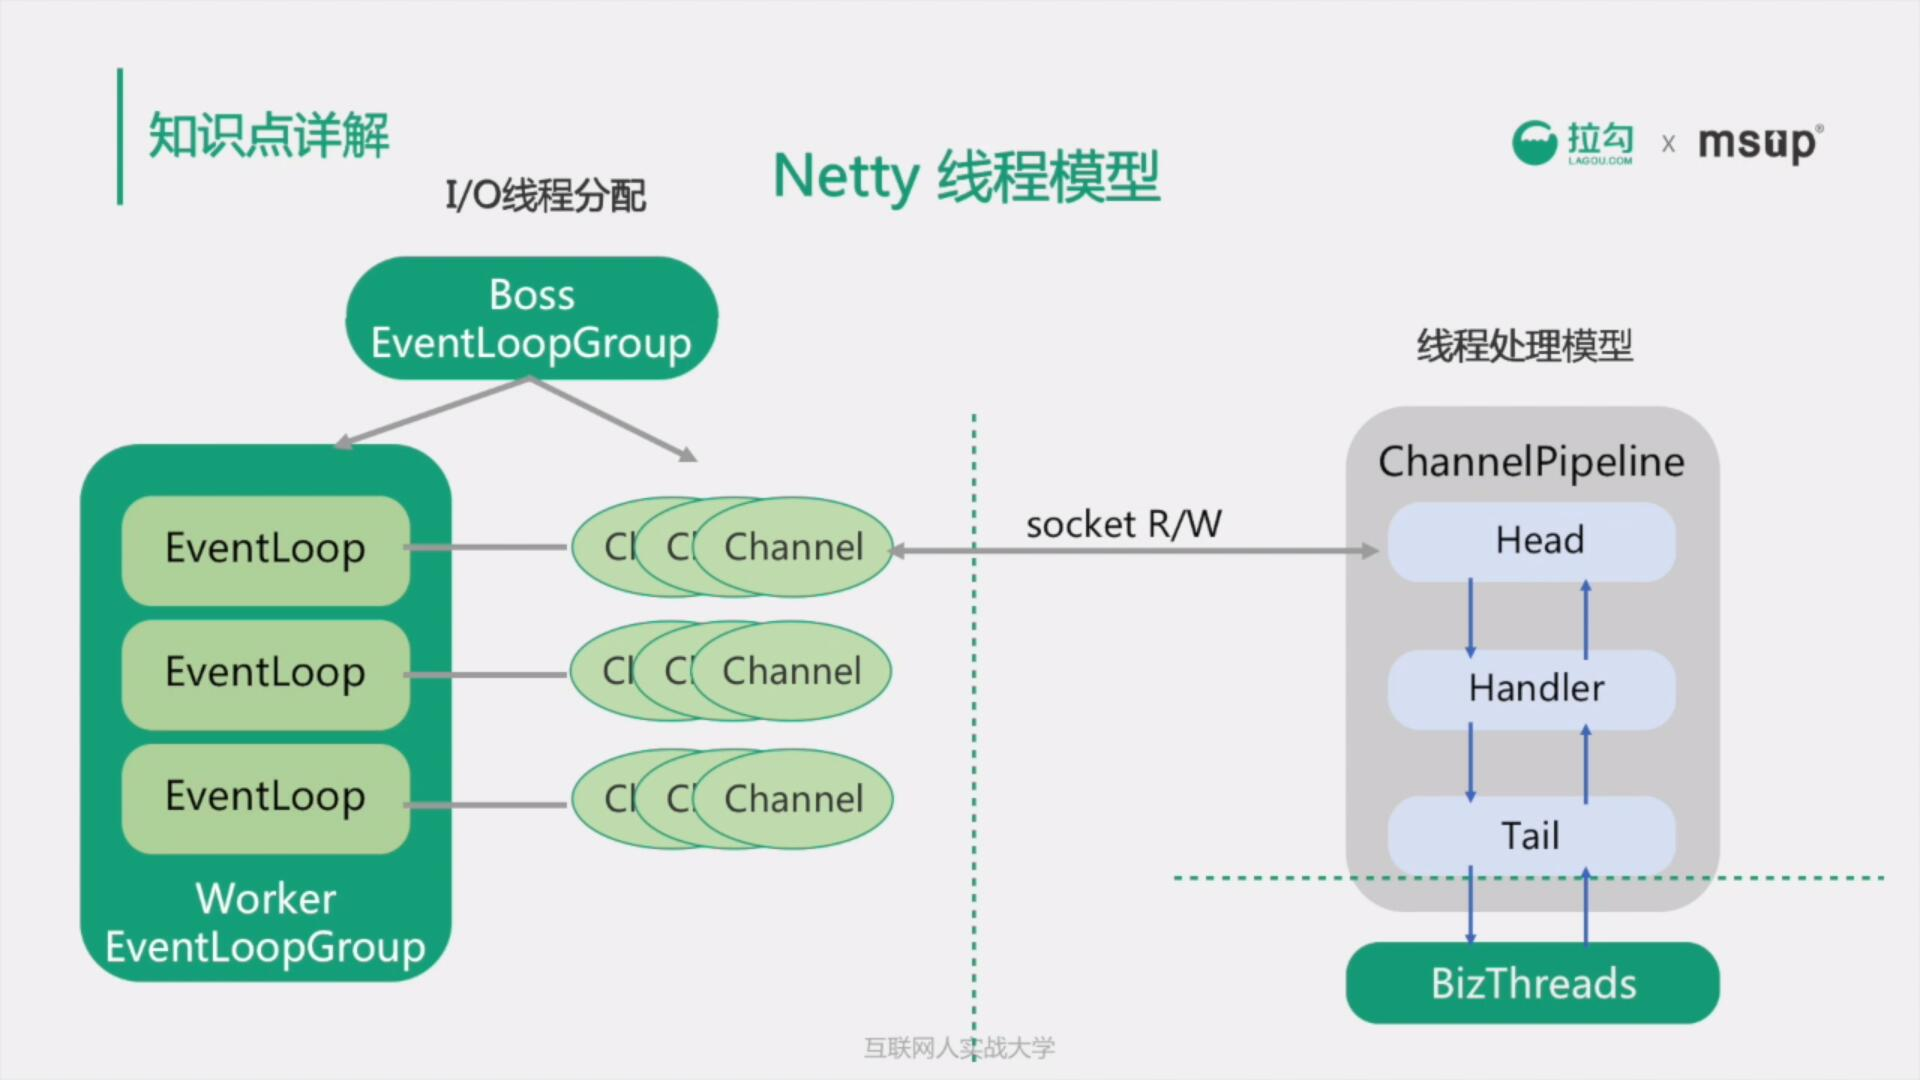 知识点详解
I/O线程分配
Netty 线程模型
拉勾
LAGOU.COM
x
msup®
Boss
EventLoopGroup
EventLoop
EventLoop
EventLoop
Worker
EventLoopGroup
Cl Cl Channel
Cl Cl Channel
Cl Cl Channel
socket R/W
线程处理模型
ChannelPipeline
Head
Handler
Tail
BizThreads
互联网人实战大学